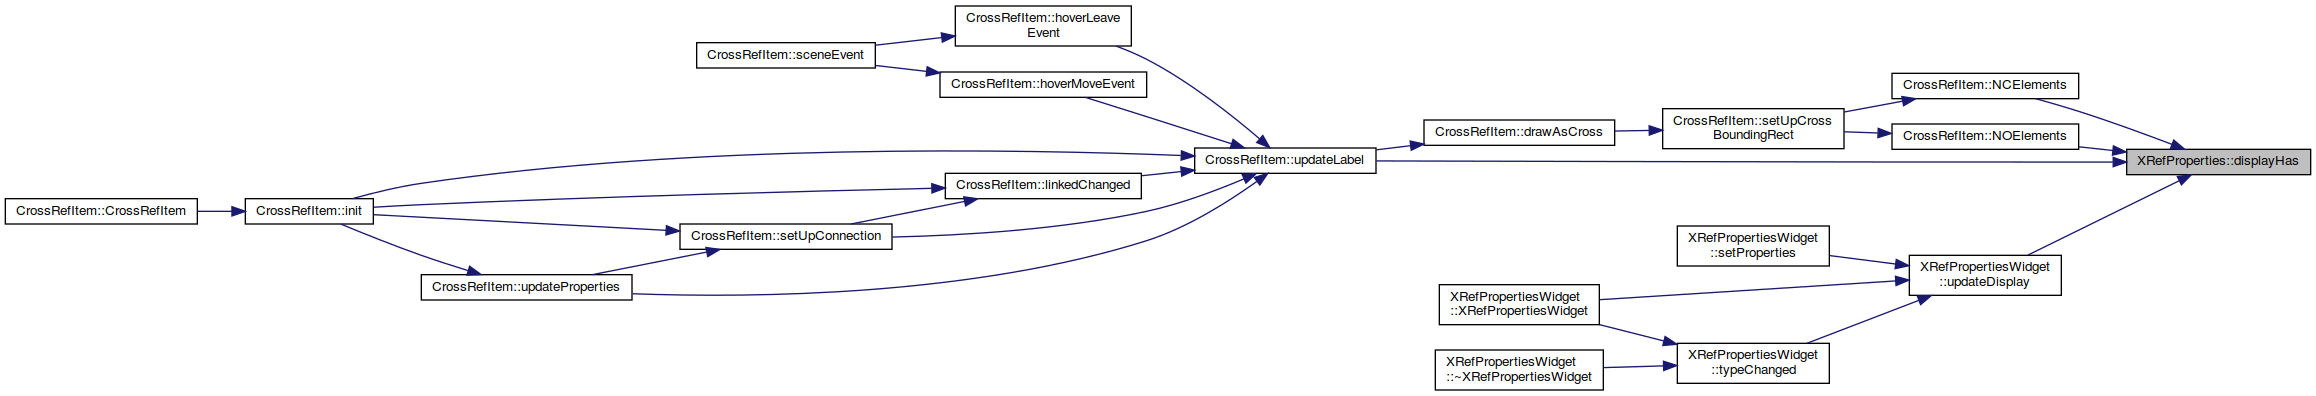 CrossRefItem::hoverLeave
Event
CrossRefItem::sceneEvent
CrossRefItem::hoverMoveEvent
CrossRefItem::NCElements
CrossRefItem::setUpCross
BoundingRect
CrossRefItem::drawAsCross
CrossRefItem::NOElements
CrossRefItem::updateLabel
XRefProperties::displayHas
CrossRefItem::linkedChanged
CrossRefItem::CrossRefItem
CrossRefItem::init
CrossRefItem::setUpConnection
XRefPropertiesWidget
::setProperties
XRefPropertiesWidget
::updateDisplay
CrossRefItem::updateProperties
XRefPropertiesWidget
::XRefPropertiesWidget
XRefPropertiesWidget
::typeChanged
XRefPropertiesWidget
::~XRefPropertiesWidget